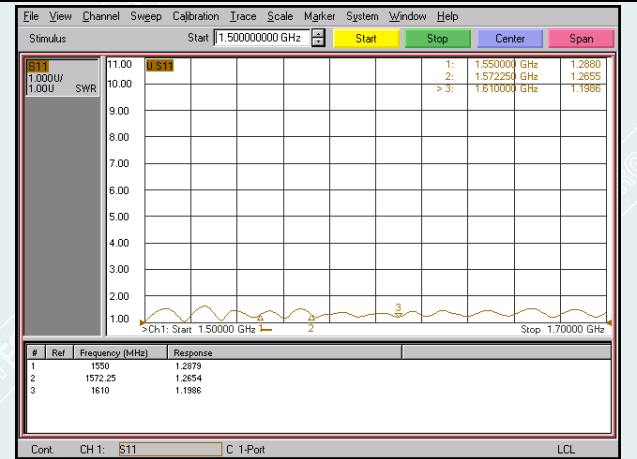 File View Channel Sweep Calibration Trace Scale Marker System Window Help
Stimulus Start 1.500000000 GHz Start Stop Center Span
S11
1.000U/
1.00U SWR
11.00 U S11
10.00
9.00
8.00
7.00
6.00
5.00
4.00
3.00
2.00
1.00
1: 1.550000 GHz 1.2880
2: 1.572250 GHz 1.2655
> 3: 1.610000 GHz 1.1986
3
>Ch1: Start 1.50000 GHz 1 2 Stop 1.70000 GHz
# Ref Frequency (MHz) Response
1 1550 1.2879
2 1572.25 1.2654
3 1610 1.1986
Cont. CH 1: S11 C 1-Port LCL